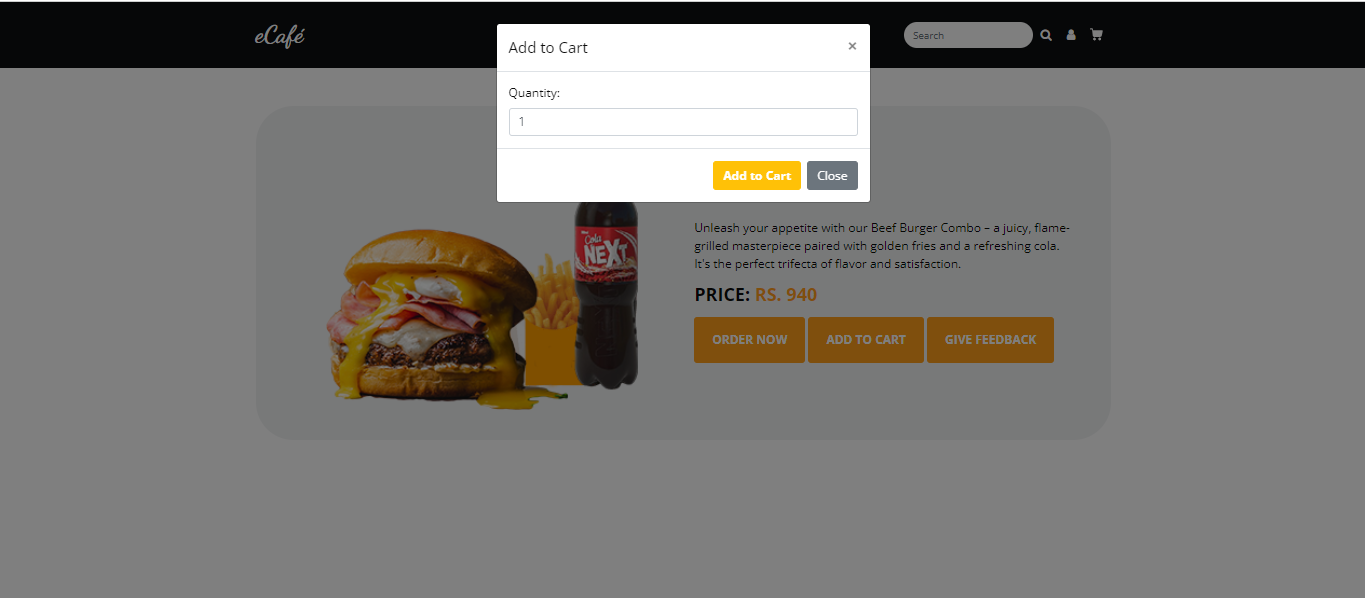 eCafé
Search
Add to Cart
×
Quantity:
1
Add to Cart
Close
Cola
NEXT
Unleash your appetite with our Beef Burger Combo – a juicy, flame-
grilled masterpiece paired with golden fries and a refreshing cola.
It's the perfect trifecta of flavor and satisfaction.
PRICE: RS. 940
ORDER NOW
ADD TO CART
GIVE FEEDBACK